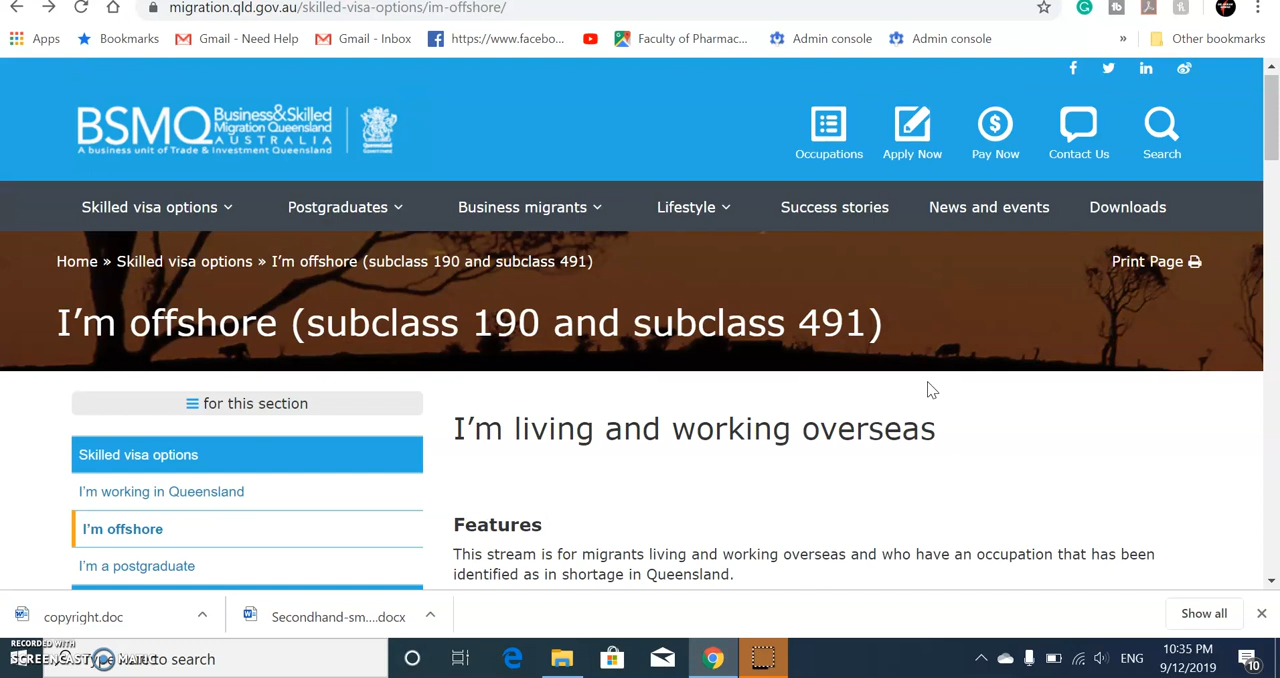 migration.qld.gov.au/skilled-visa-options/im-offshore/
Apps Bookmarks Gmail - Need Help Gmail - Inbox https://www.facebo... Faculty of Pharmac... Admin console Admin console » Other bookmarks
BSMQ Business&Skilled Migration Queensland AUSTRALIA
A business unit of Trade & Investment Queensland
Occupations Apply Now Pay Now Contact Us Search
Skilled visa options Postgraduates Business migrants Lifestyle Success stories News and events Downloads
Home » Skilled visa options » I'm offshore (subclass 190 and subclass 491) Print Page
I'm offshore (subclass 190 and subclass 491)
for this section
I'm living and working overseas
Skilled visa options
I'm working in Queensland
I'm offshore
I'm a postgraduate
Features
This stream is for migrants living and working overseas and who have an occupation that has been
identified as in shortage in Queensland.
copyright.doc Secondhand-sm....docx Show all
RECORDED WITH
SCREENCAST MATIC
Type here to search
ENG
10:35 PM
9/12/2019
10